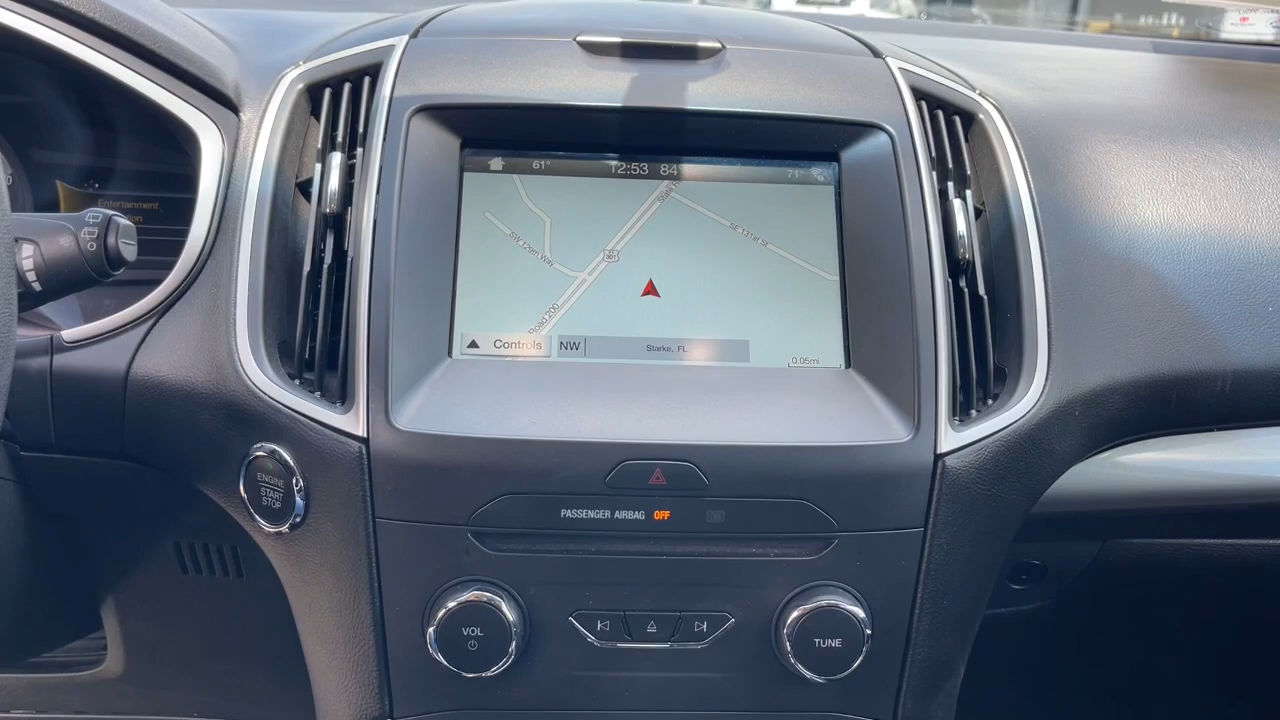 61°
12:53
84
71°
State R
SE 131st St
SW 129th Way
301
Road 200
Controls
NW
Starke, FL
0.05mi
Entertainment
ENGINE
START
STOP
PASSENGER AIRBAG OFF
VOL
TUNE